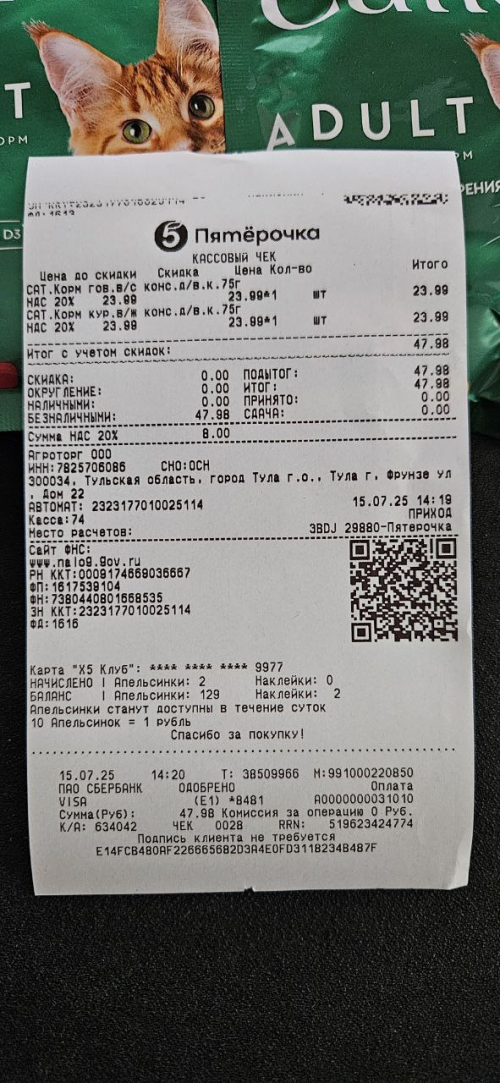 ADULT
D3
ФД:1613
5 Пятёрочка
КАССОВЫЙ ЧЕК
Цена до скидки Скидка Цена Кол-во Итого
CAT.Корм гов.в/с конс.д/в.к.75г
НДС 20% 23.99 23.99*1 шт 23.99
CAT.Корм кур.в/ж конс.д/в.к.75г
НДС 20% 23.99 23.99*1 шт 23.99
Итог с учетом скидок: 47.98
СКИДКА: 0.00 ПОДЫТОГ: 47.98
ОКРУГЛЕНИЕ: 0.00 ИТОГ: 47.98
НАЛИЧНЫМИ: 0.00 ПРИНЯТО: 0.00
БЕЗНАЛИЧНЫМИ: 47.98 СДАЧА: 0.00
Сумма НДС 20% 8.00
Агроторг ООО
ИНН:7825706086 СНО:ОСН
300034, Тульская область, город Тула г.о., Тула г, Фрунзе ул
, Дом 22
АВТОМАТ: 2323177010025114 15.07.25 14:19
Касса:74 ПРИХОД
Место расчетов: 3BDJ 29880-Пятерочка
Сайт ФНС:
www.nalog.gov.ru
РН ККТ:0009174669036667
ФП:1617539104
ФН:7380440801668535
ЗН ККТ:2323177010025114
ФД:1616
Карта "X5 Клуб": **** **** **** 9977
НАЧИСЛЕНО | Апельсинки: 2 Наклейки: 0
БАЛАНС | Апельсинки: 129 Наклейки: 2
Апельсинки станут доступны в течение суток
10 Апельсинок = 1 рубль
Спасибо за покупку!
15.07.25 14:20 Т: 38509966 М:991000220850
ПАО СБЕРБАНК ОДОБРЕНО Оплата
VISA (E1) *8481 A0000000031010
Сумма(Руб): 47.98 Комиссия за операцию 0 Руб.
К/А: 634042 ЧЕК 0028 RRN: 519623424774
Подпись клиента не требуется
E14FCB480AF226665682D3A4E0FD3118234B487F